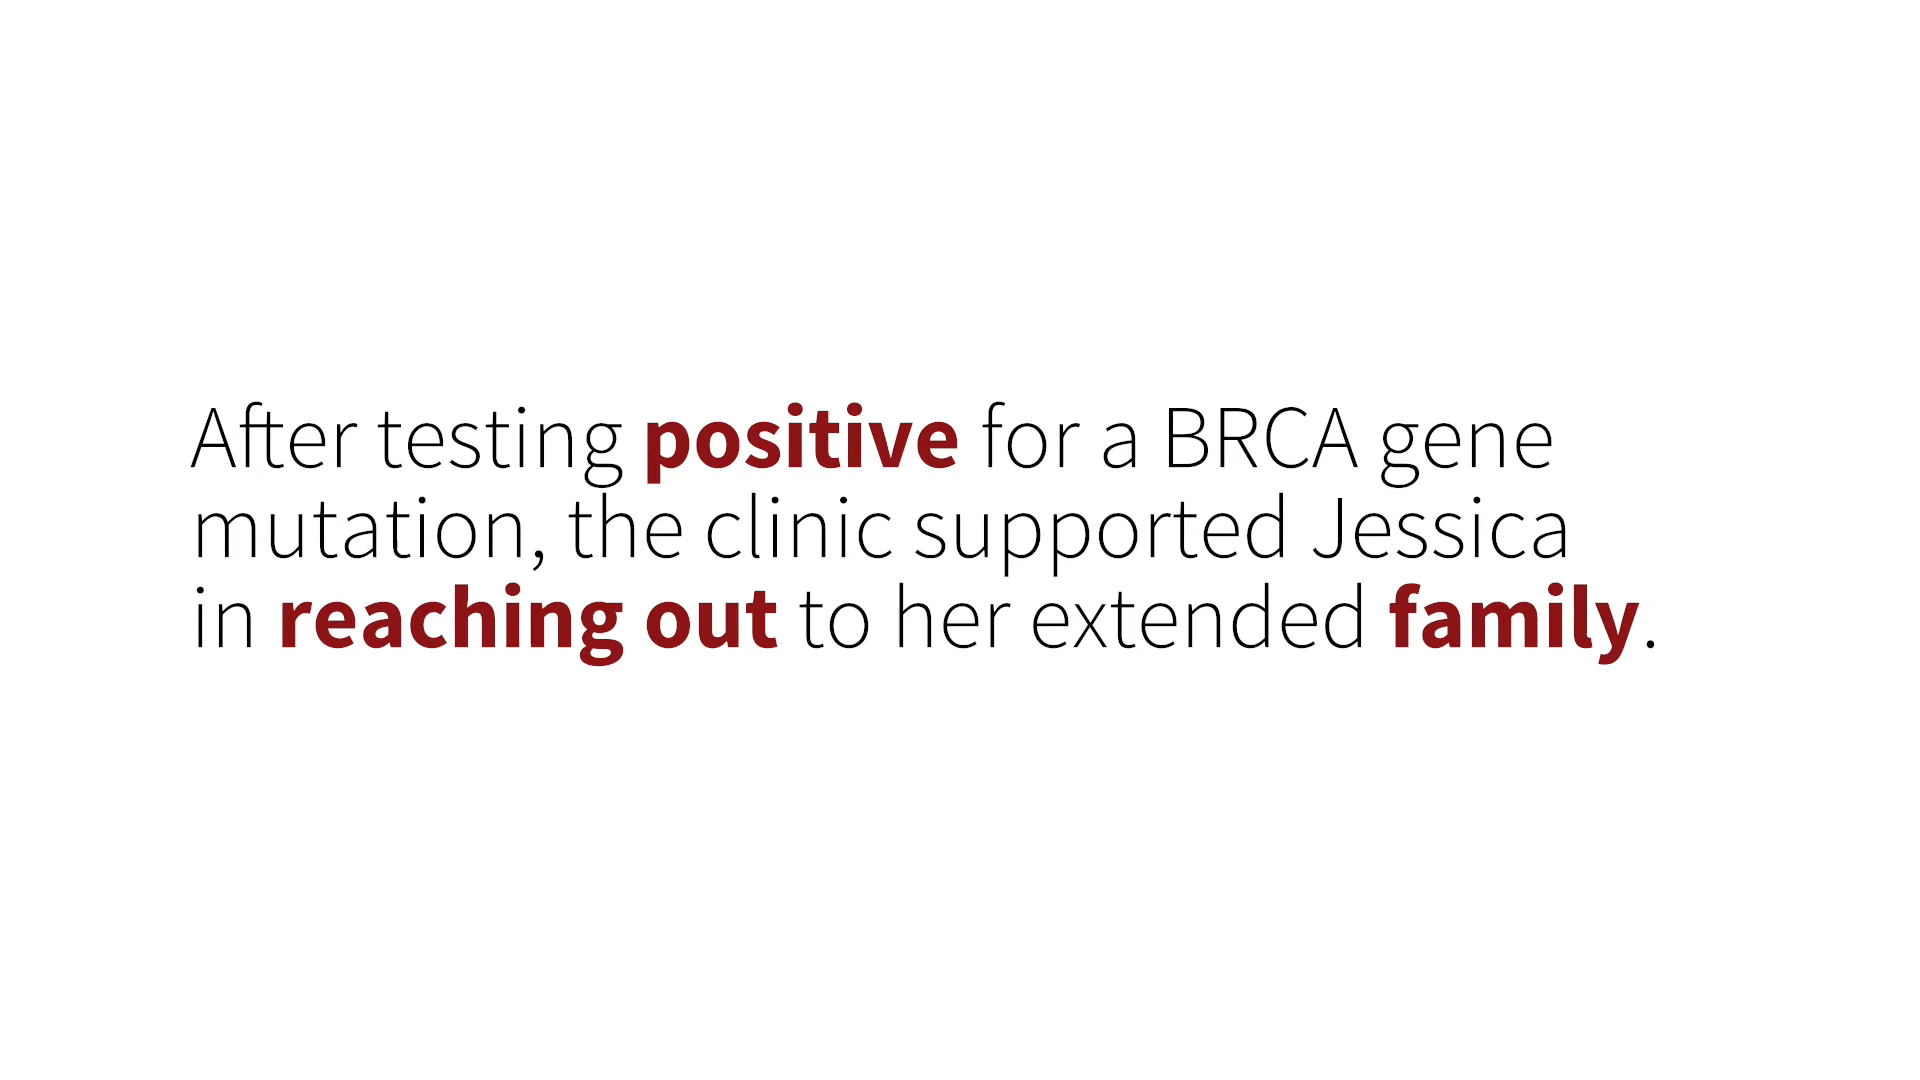 After testing positive for a BRCA gene
mutation, the clinic supported Jessica
in reaching out to her extended family.